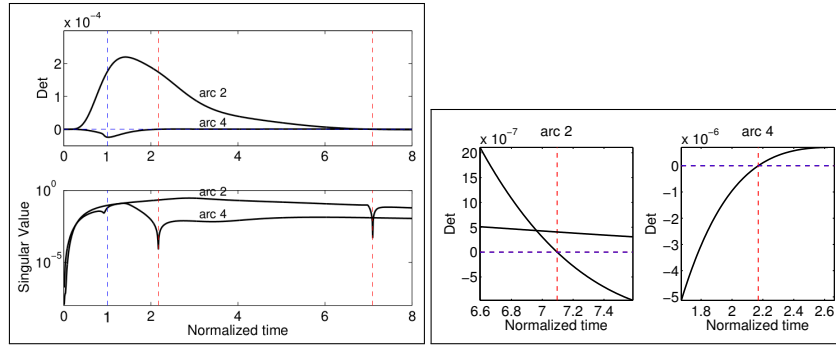 x 10⁻⁴
Det
2
0
arc 2
arc 4
0 1 2 4 6 8
Singular Value
10⁰
10⁻⁵
arc 2
arc 4
0 1 2 4 6 8
Normalized time
x 10⁻⁷ arc 2
Det
20
15
10
5
0
−5
6.6 6.8 7 7.2 7.4
Normalized time
x 10⁻⁶ arc 4
Det
0
−1
−2
−3
−4
−5
1.8 2 2.2 2.4 2.6
Normalized time